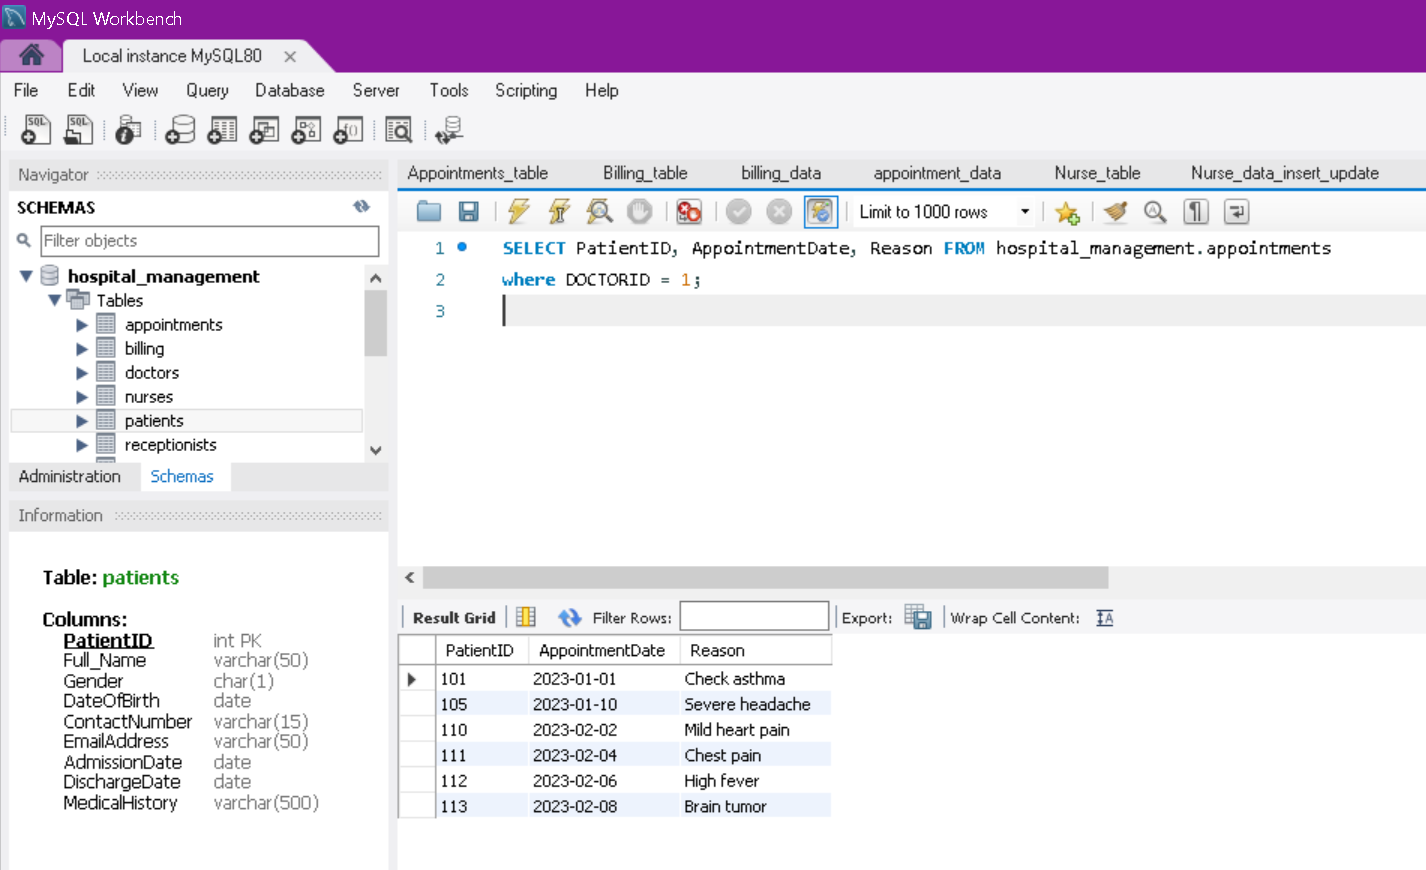 MySQL Workbench
Local instance MySQL80
File Edit View Query Database Server Tools Scripting Help
Navigator
SCHEMAS
Filter objects
hospital_management
Tables
appointments
billing
doctors
nurses
patients
receptionists
Administration Schemas
Information
Table: patients
Columns:
PatientID int PK
Full_Name varchar(50)
Gender char(1)
DateOfBirth date
ContactNumber varchar(15)
EmailAddress varchar(50)
AdmissionDate date
DischargeDate date
MedicalHistory varchar(500)
Appointments_table Billing_table billing_data appointment_data Nurse_table Nurse_data_insert_update
Limit to 1000 rows
1 SELECT PatientID, AppointmentDate, Reason FROM hospital_management.appointments
2 where DOCTORID = 1;
3
Result Grid Filter Rows: Export: Wrap Cell Content:
PatientID AppointmentDate Reason
101 2023-01-01 Check asthma
105 2023-01-10 Severe headache
110 2023-02-02 Mild heart pain
111 2023-02-04 Chest pain
112 2023-02-06 High fever
113 2023-02-08 Brain tumor